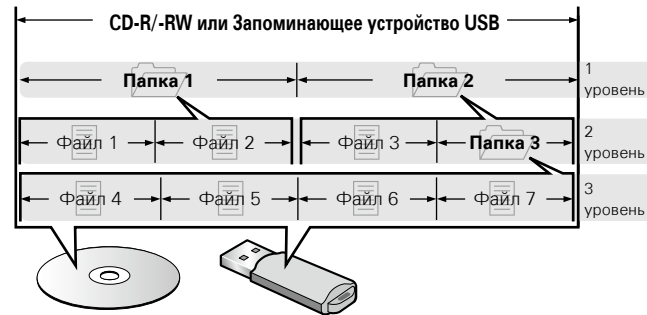 CD-R/-RW или Запоминающее устройство USB
Папка 1 Папка 2 1 уровень
Файл 1 Файл 2 Файл 3 Папка 3 2 уровень
Файл 4 Файл 5 Файл 6 Файл 7 3 уровень